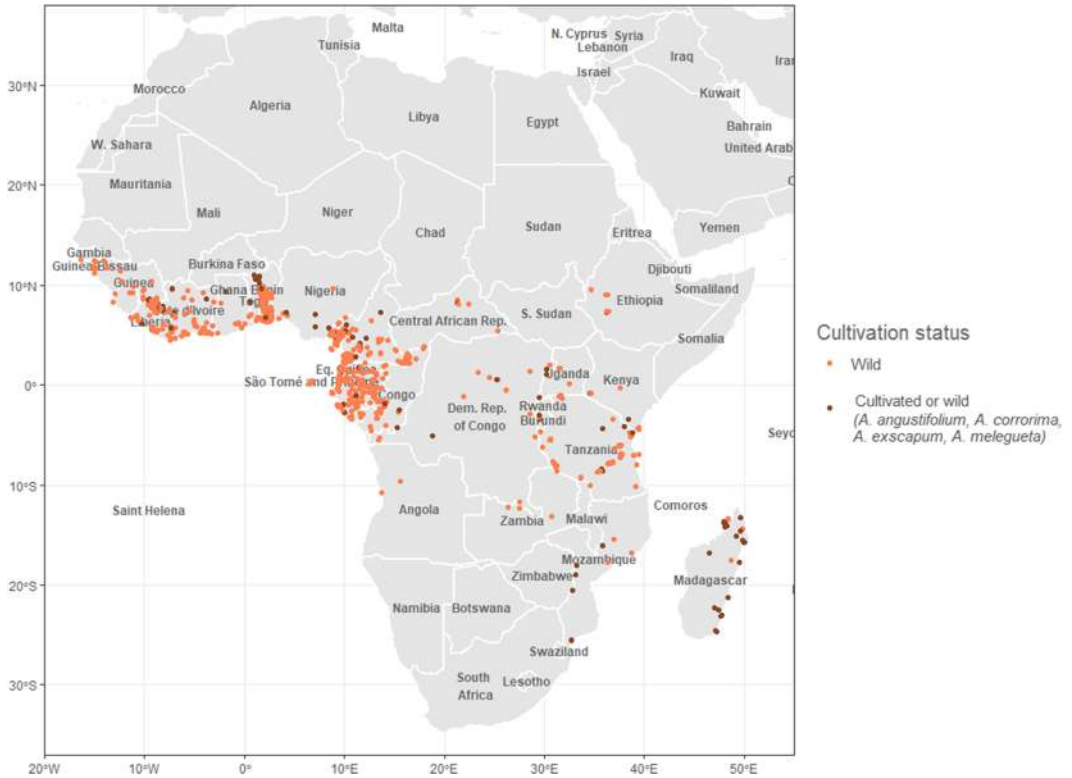 Malta
Tunisia
N. Cyprus
Syria
Lebanon
Israel
Iraq
Iran
Morocco
Algeria
Libya
Egypt
Kuwait
Bahrain
United Arab
W. Sahara
Mauritania
Mali
Niger
Chad
Sudan
Eritrea
Yemen
Gambia
Guinea Bissau
Burkina Faso
Djibouti
Guinea
Ghana Benin
Togo
Nigeria
Ethiopia
Somaliland
Liberia
Central African Rep.
S. Sudan
Somalia
Uganda
Kenya
Congo
Dem. Rep.
of Congo
Rwanda
Burundi
Tanzania
Saint Helena
Angola
Zambia
Malawi
Comoros
Mozambique
Zimbabwe
Madagascar
Namibia
Botswana
Swaziland
South
Africa
Lesotho
30°N
20°N
10°N
0°
10°S
20°S
30°S
20°W
10°W
0°
10°E
20°E
30°E
40°E
50°E
Cultivation status
Wild
Cultivated or wild
(A. angustifolium, A. corrorima,
A. exscapum, A. melegueta)